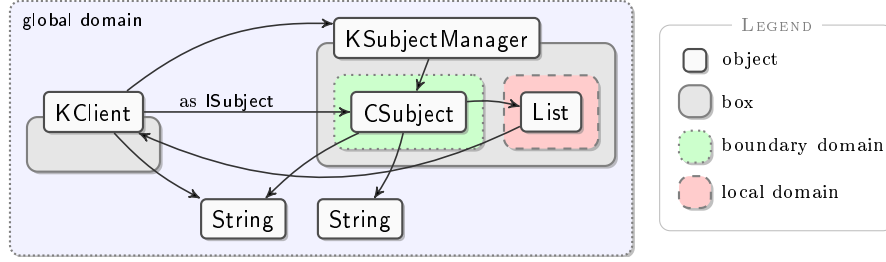 global domain
KSubjectManager
KClient
as ISubject
CSubject
List
String
String
LEGEND
object
box
boundary domain
local domain